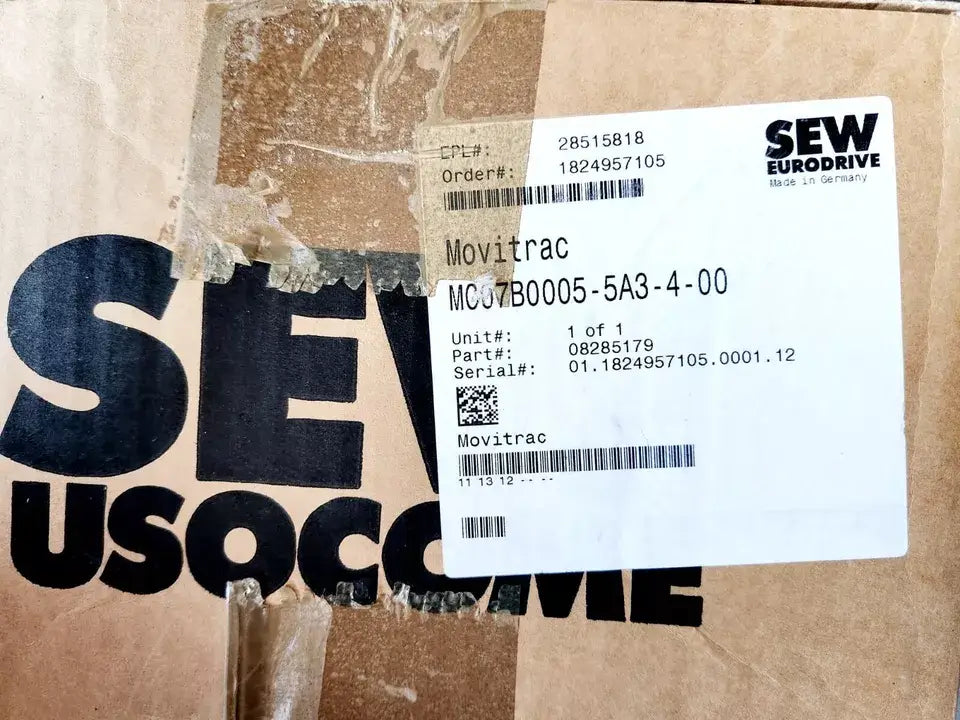 EPL#: 28515818
Order#: 1824957105
SEW
EURODRIVE
Made in Germany
Movitrac
MC07B0005-5A3-4-00
Unit#: 1 of 1
Part#: 08285179
Serial#: 01.1824957105.0001.12
Movitrac
11 13 12 -- --
SEW
USOCOME